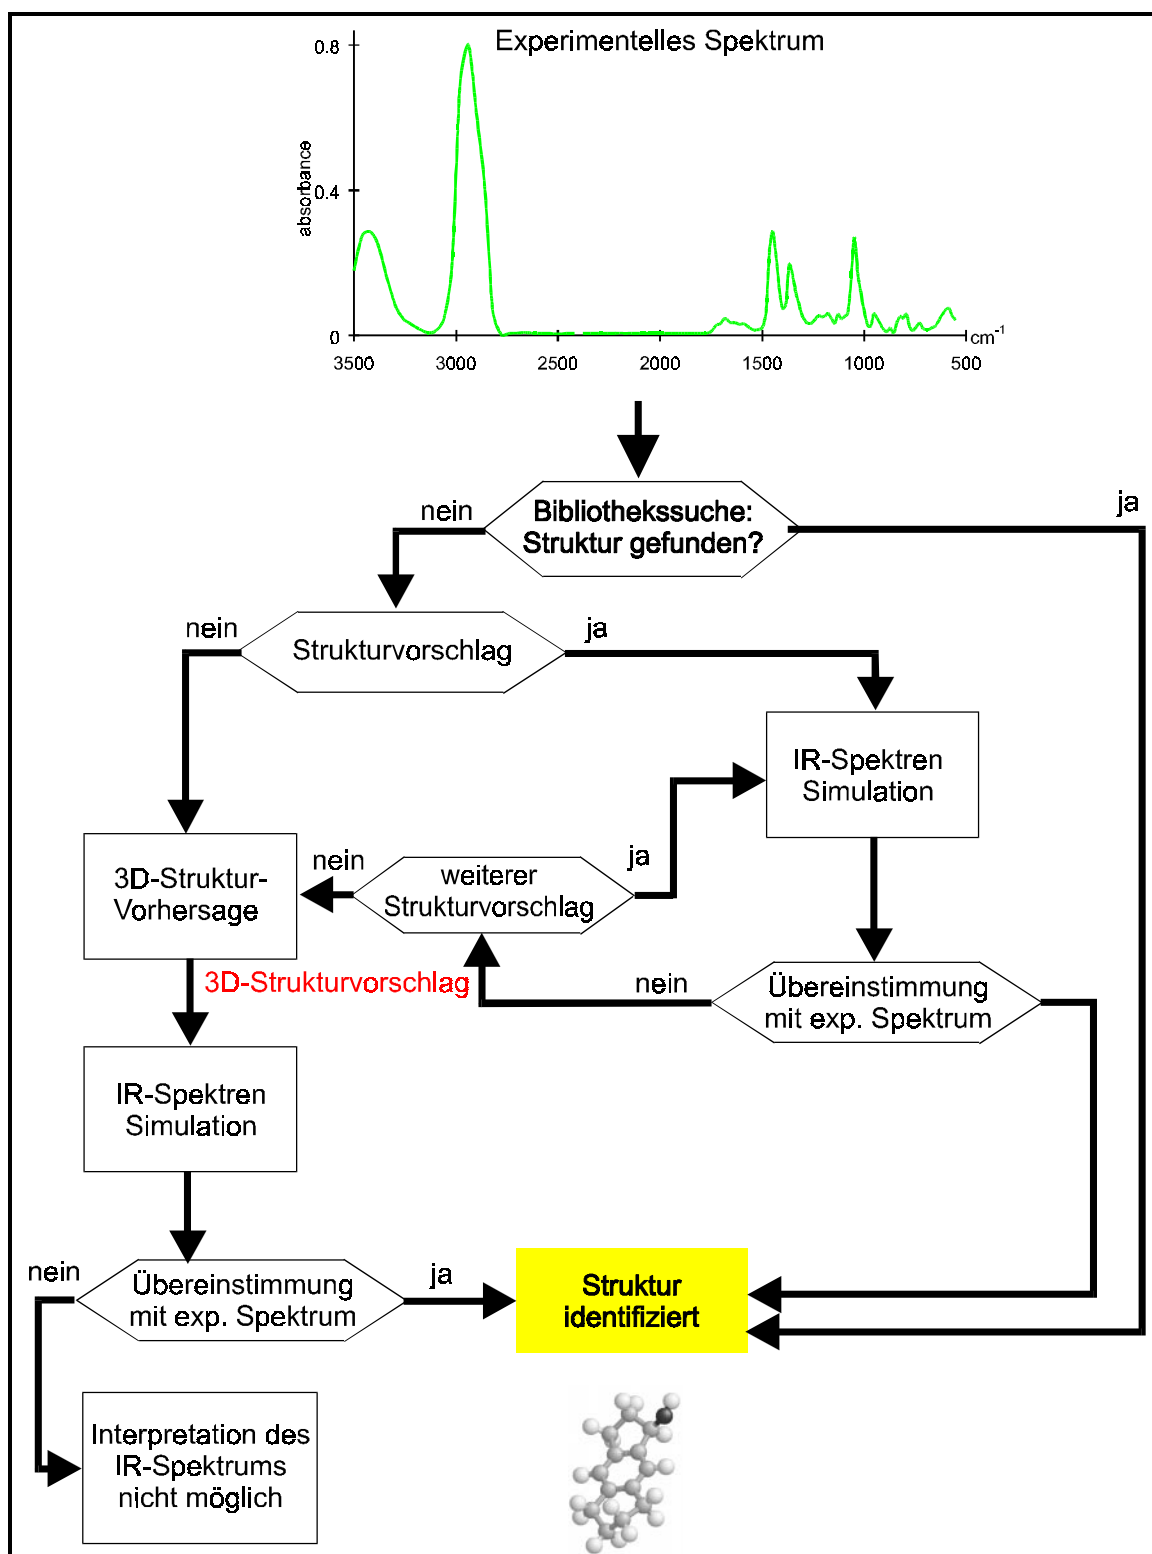 Experimentelles Spektrum
0.8
absorbance
0.4
0
cm-1
3500 3000 2500 2000 1500 1000 500
nein
Bibliothekssuche:
Struktur gefunden?
ja
nein
Strukturvorschlag
ja
IR-Spektren
Simulation
3D-Struktur-
Vorhersage
nein
weiterer
Strukturvorschlag
ja
3D-Strukturvorschlag
nein
Übereinstimmung
mit exp. Spektrum
IR-Spektren
Simulation
nein
Übereinstimmung
mit exp. Spektrum
ja
Struktur
identifiziert
Interpretation des
IR-Spektrums
nicht möglich